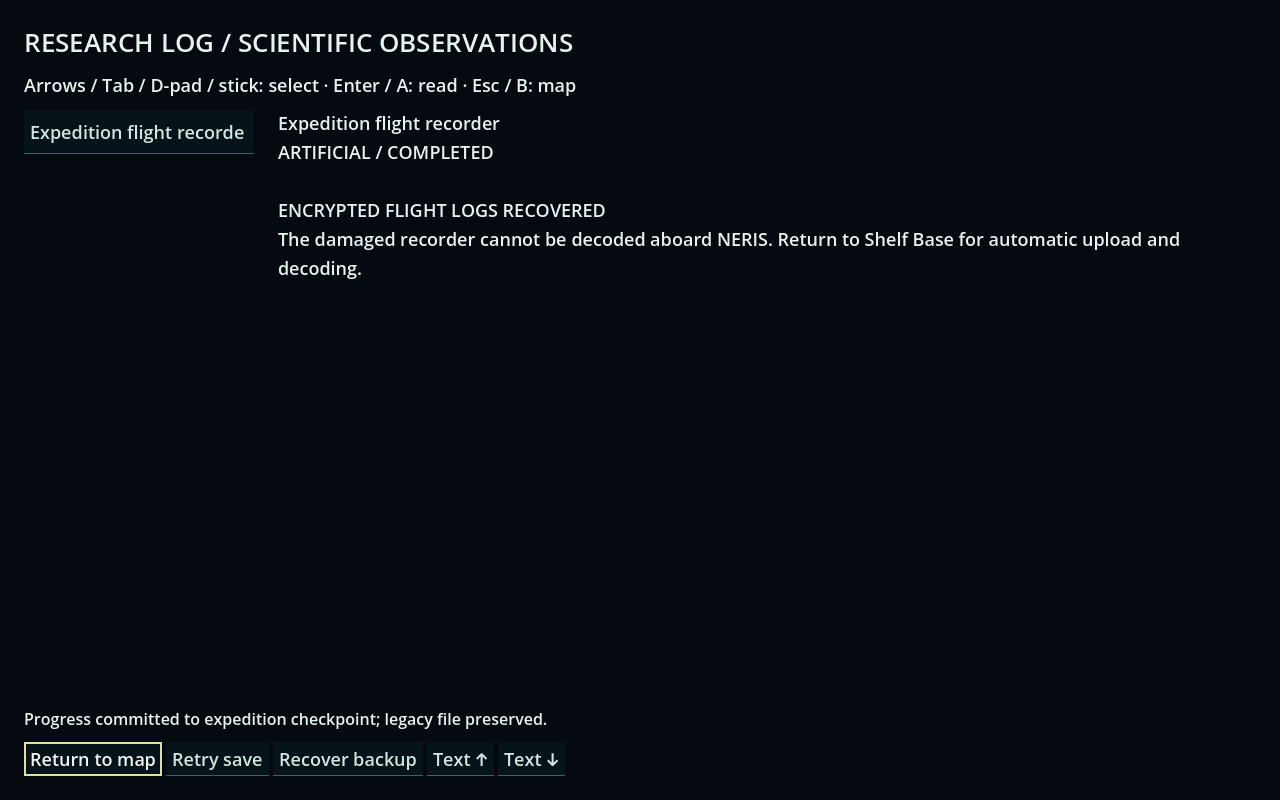 RESEARCH LOG / SCIENTIFIC OBSERVATIONS
Arrows / Tab / D-pad / stick: select · Enter / A: read · Esc / B: map
Expedition flight recorde
Expedition flight recorder
ARTIFICIAL / COMPLETED
ENCRYPTED FLIGHT LOGS RECOVERED
The damaged recorder cannot be decoded aboard NERIS. Return to Shelf Base for automatic upload and
decoding.
Progress committed to expedition checkpoint; legacy file preserved.
Return to map Retry save Recover backup Text ↑ Text ↓